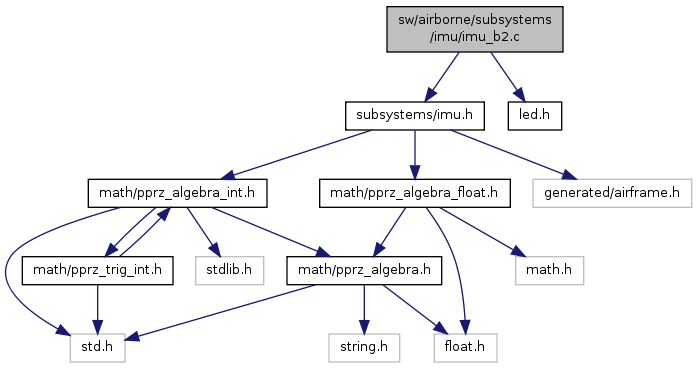 sw/airborne/subsystems
/imu/imu_b2.c
subsystems/imu.h
led.h
math/pprz_algebra_int.h
math/pprz_algebra_float.h
generated/airframe.h
math/pprz_trig_int.h
stdlib.h
math/pprz_algebra.h
math.h
std.h
string.h
float.h